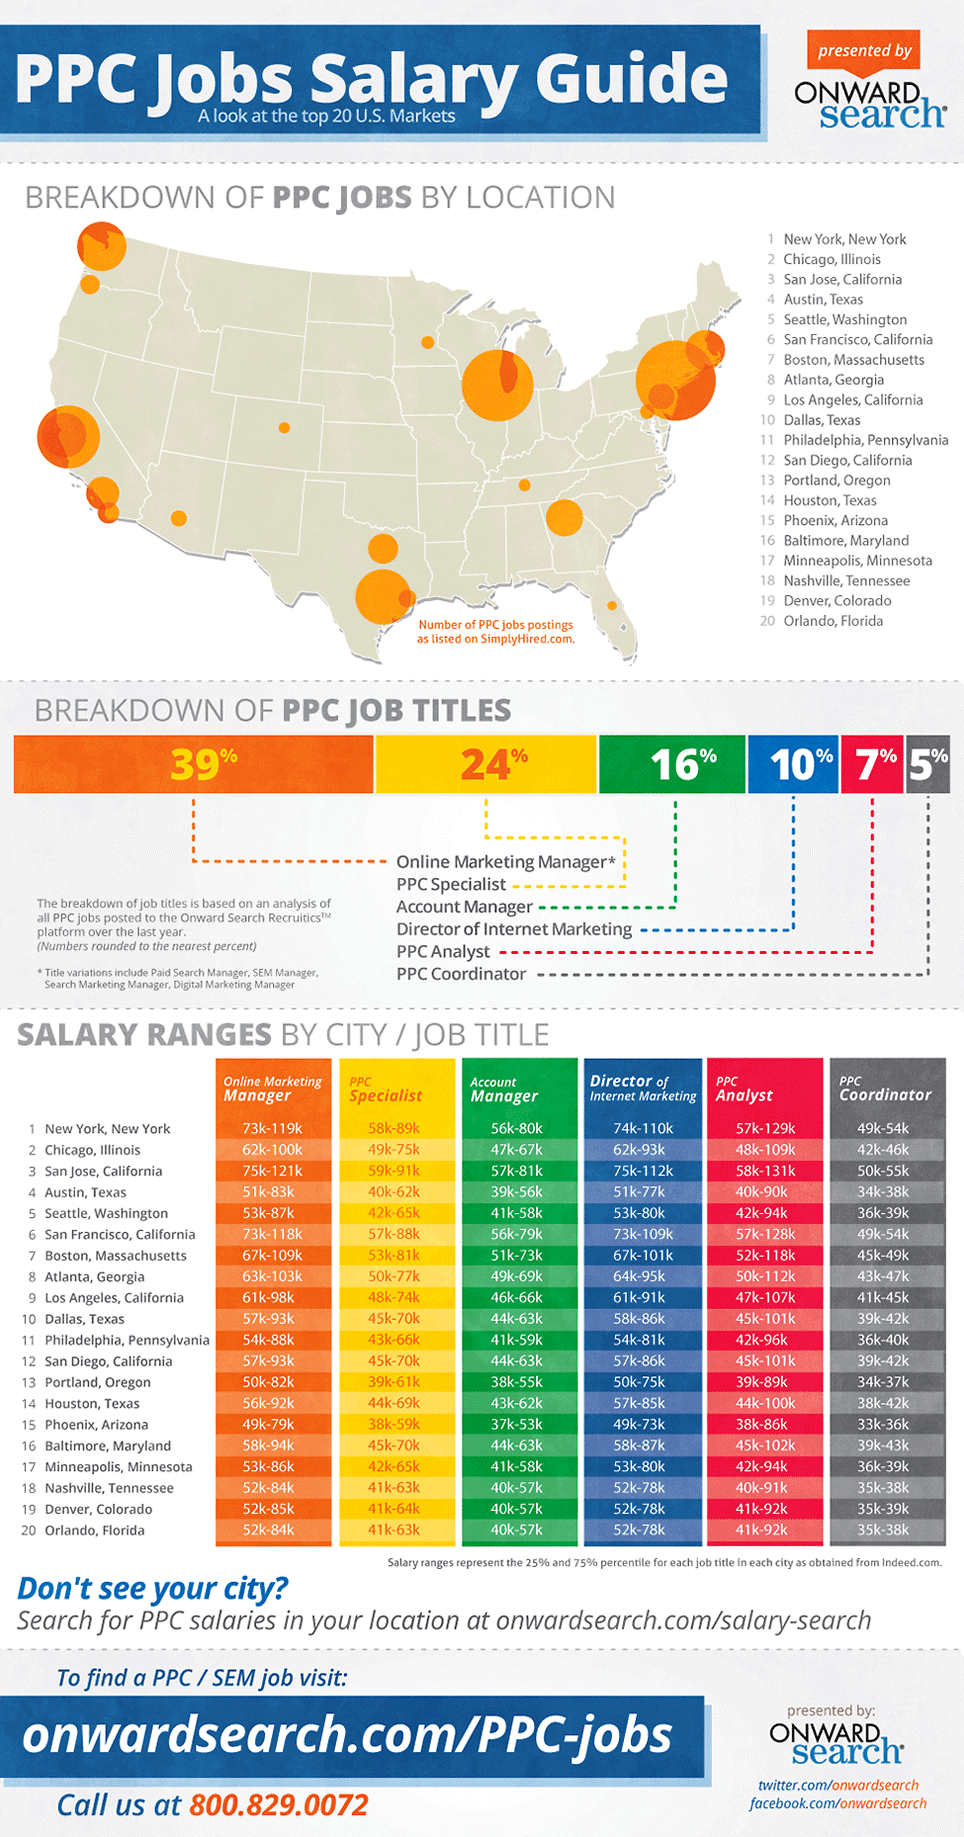 PPC Jobs Salary Guide
A look at the top 20 U.S. Markets
presented by
ONWARD
search®
BREAKDOWN OF PPC JOBS BY LOCATION
1 New York, New York
2 Chicago, Illinois
3 San Jose, California
4 Austin, Texas
5 Seattle, Washington
6 San Francisco, California
7 Boston, Massachusetts
8 Atlanta, Georgia
9 Los Angeles, California
10 Dallas, Texas
11 Philadelphia, Pennsylvania
12 San Diego, California
13 Portland, Oregon
14 Houston, Texas
15 Phoenix, Arizona
16 Baltimore, Maryland
17 Minneapolis, Minnesota
18 Nashville, Tennessee
19 Denver, Colorado
20 Orlando, Florida
Number of PPC jobs postings
as listed on SimplyHired.com.
BREAKDOWN OF PPC JOB TITLES
39% 24% 16% 10% 7% 5%
Online Marketing Manager*
PPC Specialist
Account Manager
Director of Internet Marketing
PPC Analyst
PPC Coordinator
The breakdown of job titles is based on an analysis of
all PPC jobs posted to the Onward Search Recruitics™
platform over the last year.
(Numbers rounded to the nearest percent)
* Title variations include Paid Search Manager, SEM Manager,
Search Marketing Manager, Digital Marketing Manager
SALARY RANGES BY CITY / JOB TITLE
Online Marketing
Manager
PPC
Specialist
Account
Manager
Director of
Internet Marketing
PPC
Analyst
PPC
Coordinator
1 New York, New York 73k-119k 58k-89k 56k-80k 74k-110k 57k-129k 49k-54k
2 Chicago, Illinois 62k-100k 49k-75k 47k-67k 62k-93k 48k-109k 42k-46k
3 San Jose, California 75k-121k 59k-91k 57k-81k 75k-112k 58k-131k 50k-55k
4 Austin, Texas 51k-83k 40k-62k 39k-56k 51k-77k 40k-90k 34k-38k
5 Seattle, Washington 53k-87k 42k-65k 41k-58k 53k-80k 42k-94k 36k-39k
6 San Francisco, California 73k-118k 57k-88k 56k-79k 73k-109k 57k-128k 49k-54k
7 Boston, Massachusetts 67k-109k 53k-81k 51k-73k 67k-101k 52k-118k 45k-49k
8 Atlanta, Georgia 63k-103k 50k-77k 49k-69k 64k-95k 50k-112k 43k-47k
9 Los Angeles, California 61k-98k 48k-74k 46k-66k 61k-91k 47k-107k 41k-45k
10 Dallas, Texas 57k-93k 45k-70k 44k-63k 58k-86k 45k-101k 39k-42k
11 Philadelphia, Pennsylvania 54k-88k 43k-66k 41k-59k 54k-81k 42k-96k 36k-40k
12 San Diego, California 57k-93k 45k-70k 44k-63k 57k-86k 45k-101k 39k-42k
13 Portland, Oregon 50k-82k 39k-61k 38k-55k 50k-75k 39k-89k 34k-37k
14 Houston, Texas 56k-92k 44k-69k 43k-62k 57k-85k 44k-100k 38k-42k
15 Phoenix, Arizona 49k-79k 38k-59k 37k-53k 49k-73k 38k-86k 33k-36k
16 Baltimore, Maryland 58k-94k 45k-70k 44k-63k 58k-87k 45k-102k 39k-43k
17 Minneapolis, Minnesota 53k-86k 42k-65k 41k-58k 53k-80k 42k-94k 36k-39k
18 Nashville, Tennessee 52k-84k 41k-63k 40k-57k 52k-78k 40k-91k 35k-38k
19 Denver, Colorado 52k-85k 41k-64k 40k-57k 52k-78k 41k-92k 35k-39k
20 Orlando, Florida 52k-84k 41k-63k 40k-57k 52k-78k 41k-92k 35k-38k
Salary ranges represent the 25% and 75% percentile for each job title in each city as obtained from Indeed.com.
Don't see your city?
Search for PPC salaries in your location at onwardsearch.com/salary-search
To find a PPC / SEM job visit:
onwardsearch.com/PPC-jobs
Call us at 800.829.0072
presented by:
ONWARD
search®
twitter.com/onwardsearch
facebook.com/onwardsearch